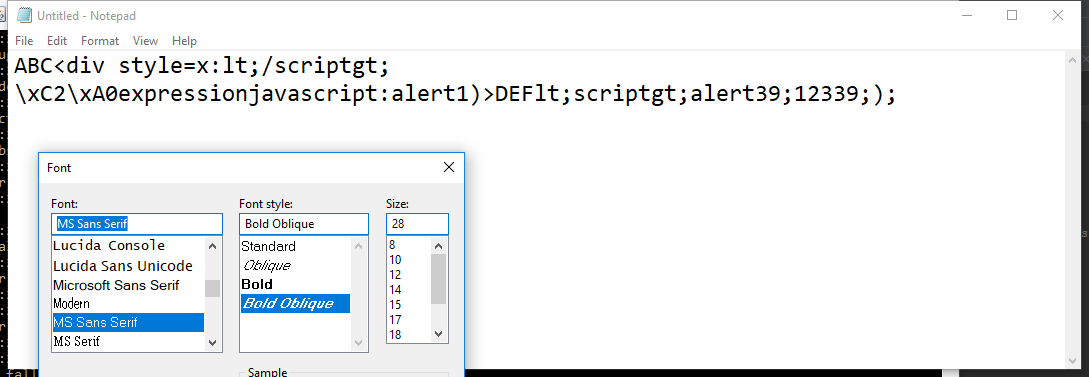 Untitled - Notepad
File Edit Format View Help
ABC<div style=x:lt;/scriptgt;
\xC2\xA0expressionjavascript:alert1)>DEFlt;scriptgt;alert39;12339;);
Font
Font:
MS Sans Serif
Lucida Console
Lucida Sans Unicode
Microsoft Sans Serif
Modern
MS Sans Serif
MS Serif
Font style:
Bold Oblique
Standard
Oblique
Bold
Bold Oblique
Size:
28
8
10
12
14
15
17
18
Sample